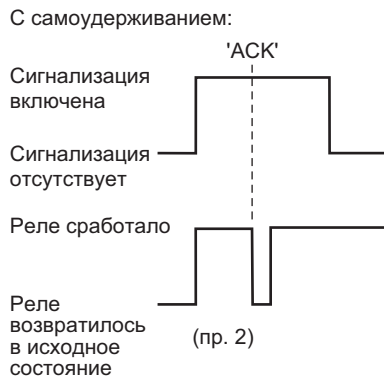 С самоудерживанием:
'ACK'
Сигнализация
включена
Сигнализация
отсутствует
Реле сработало
Реле
возвратилось
в исходное
состояние
(пр. 2)